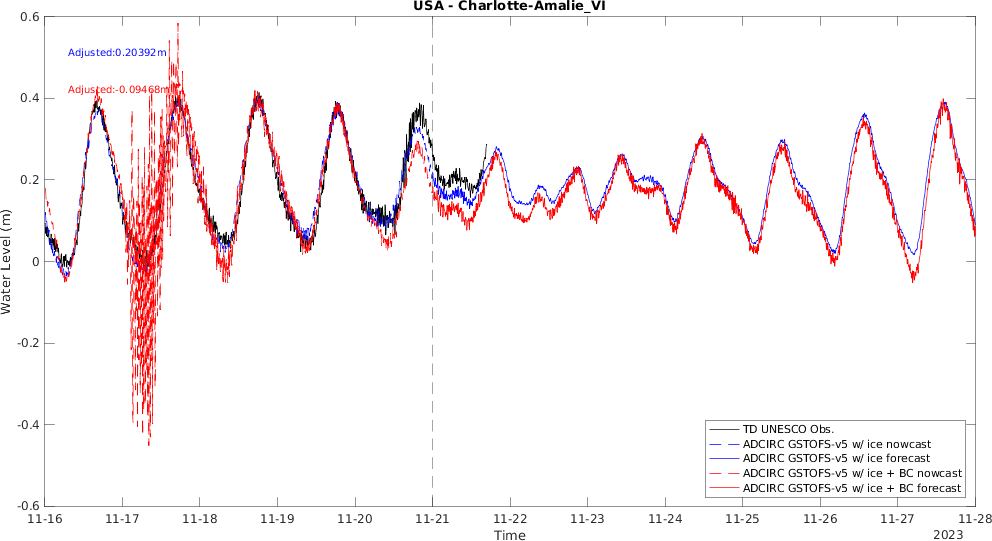 USA - Charlotte-Amalie_VI
0.6
Adjusted:0.20392m
Adjusted:-0.09468m
0.4
0.2
0
-0.2
-0.4
-0.6
Water Level (m)
TD UNESCO Obs.
ADCIRC GSTOFS-v5 w/ ice nowcast
ADCIRC GSTOFS-v5 w/ ice forecast
ADCIRC GSTOFS-v5 w/ ice + BC nowcast
ADCIRC GSTOFS-v5 w/ ice + BC forecast
11-16 11-17 11-18 11-19 11-20 11-21 11-22 11-23 11-24 11-25 11-26 11-27 11-28
Time
2023